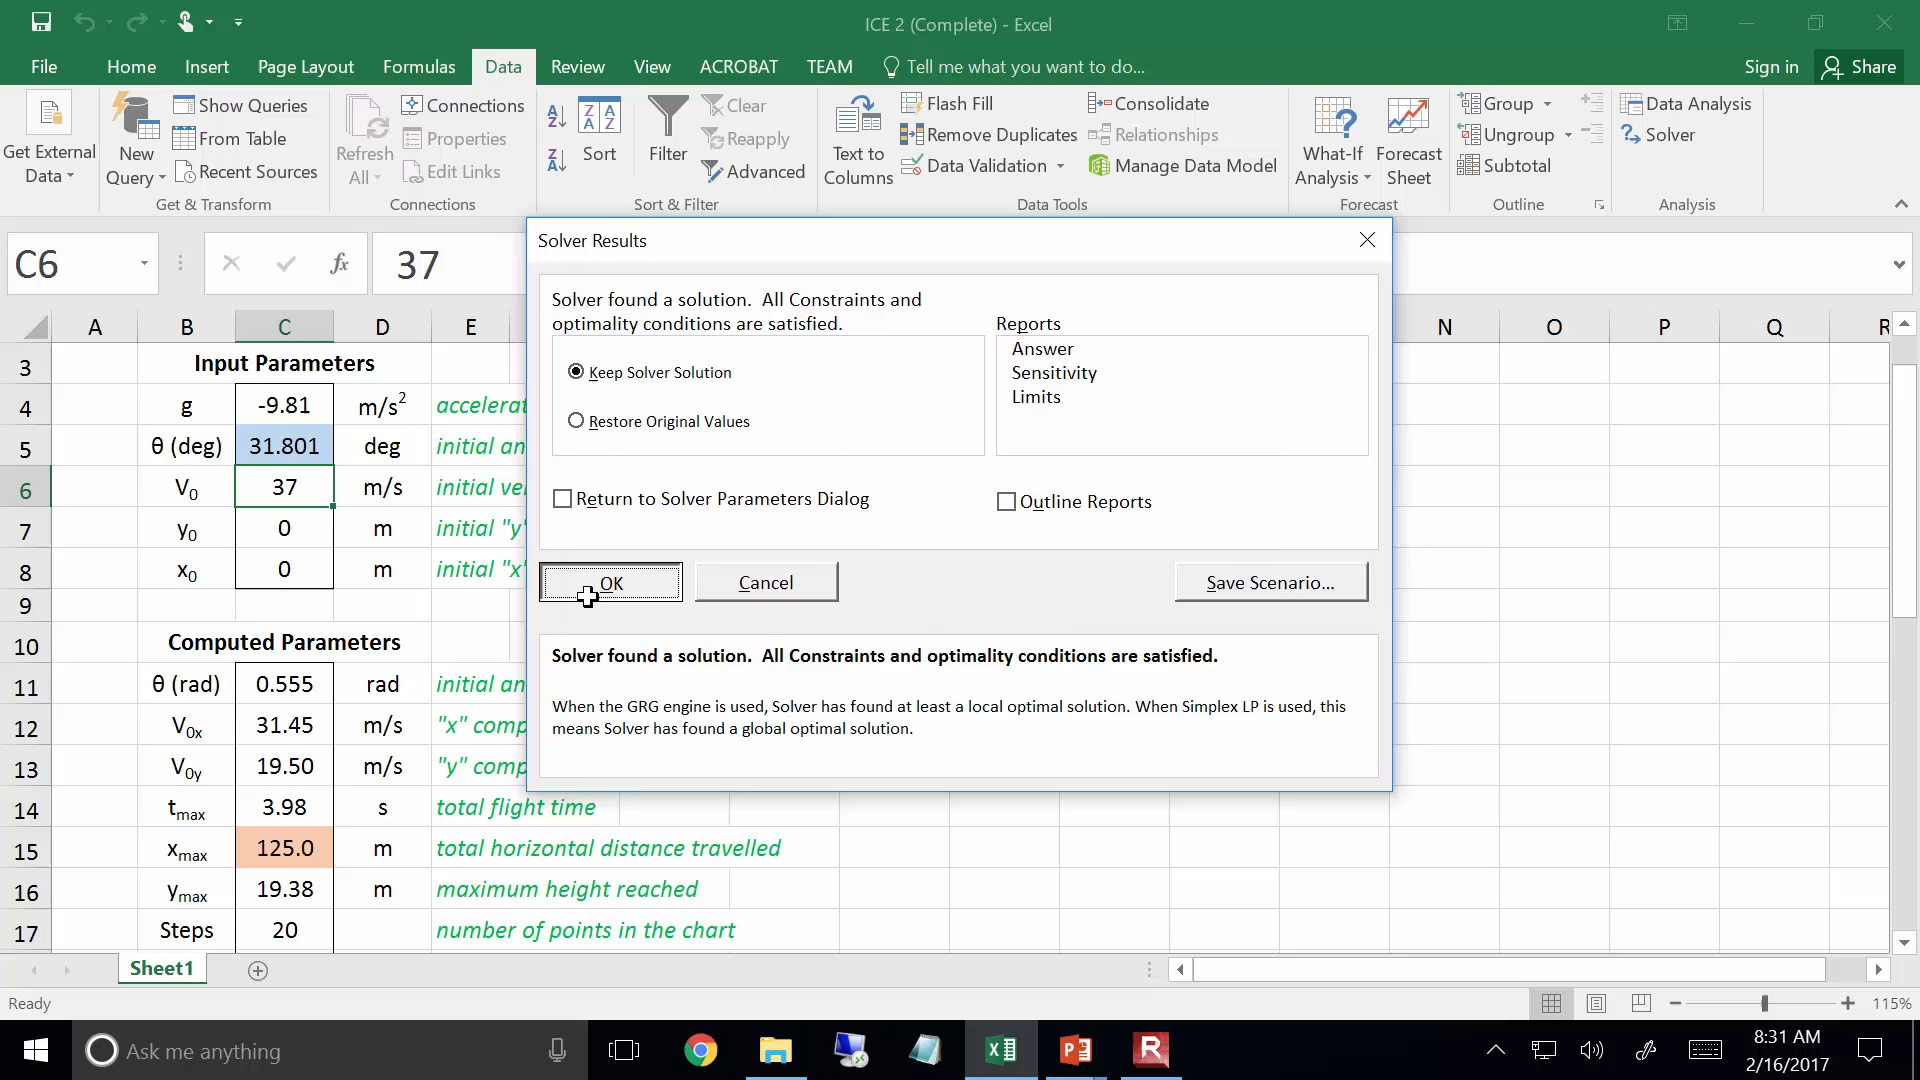 ICE 2 (Complete) - Excel
File Home Insert Page Layout Formulas Data Review View ACROBAT TEAM Tell me what you want to do... Sign in Share
Get External Data
New Query
Show Queries
From Table
Recent Sources
Get & Transform
Refresh All
Connections
Properties
Edit Links
Connections
Sort
Filter
Clear
Reapply
Advanced
Sort & Filter
Text to Columns
Flash Fill
Remove Duplicates
Data Validation
Consolidate
Relationships
Manage Data Model
Data Tools
What-If Analysis
Forecast Sheet
Forecast
Group
Ungroup
Subtotal
Outline
Data Analysis
Solver
Analysis
C6 fx 37
A B C D E N O P Q R
3 Input Parameters
4 g -9.81 m/s² accelerat
5 θ (deg) 31.801 deg initial an
6 V₀ 37 m/s initial ve
7 y₀ 0 m initial "y"
8 x₀ 0 m initial "x"
9
10 Computed Parameters
11 θ (rad) 0.555 rad initial an
12 V₀ₓ 31.45 m/s "x" comp
13 V0y 19.50 m/s "y" comp
14 tmax 3.98 s total flight time
15 xmax 125.0 m total horizontal distance travelled
16 ymax 19.38 m maximum height reached
17 Steps 20 number of points in the chart
Solver Results
Solver found a solution. All Constraints and
optimality conditions are satisfied.
Keep Solver Solution
Restore Original Values
Reports
Answer
Sensitivity
Limits
Return to Solver Parameters Dialog
Outline Reports
OK Cancel Save Scenario...
Solver found a solution. All Constraints and optimality conditions are satisfied.
When the GRG engine is used, Solver has found at least a local optimal solution. When Simplex LP is used, this
means Solver has found a global optimal solution.
Sheet1
Ready 115%
Ask me anything
8:31 AM
2/16/2017